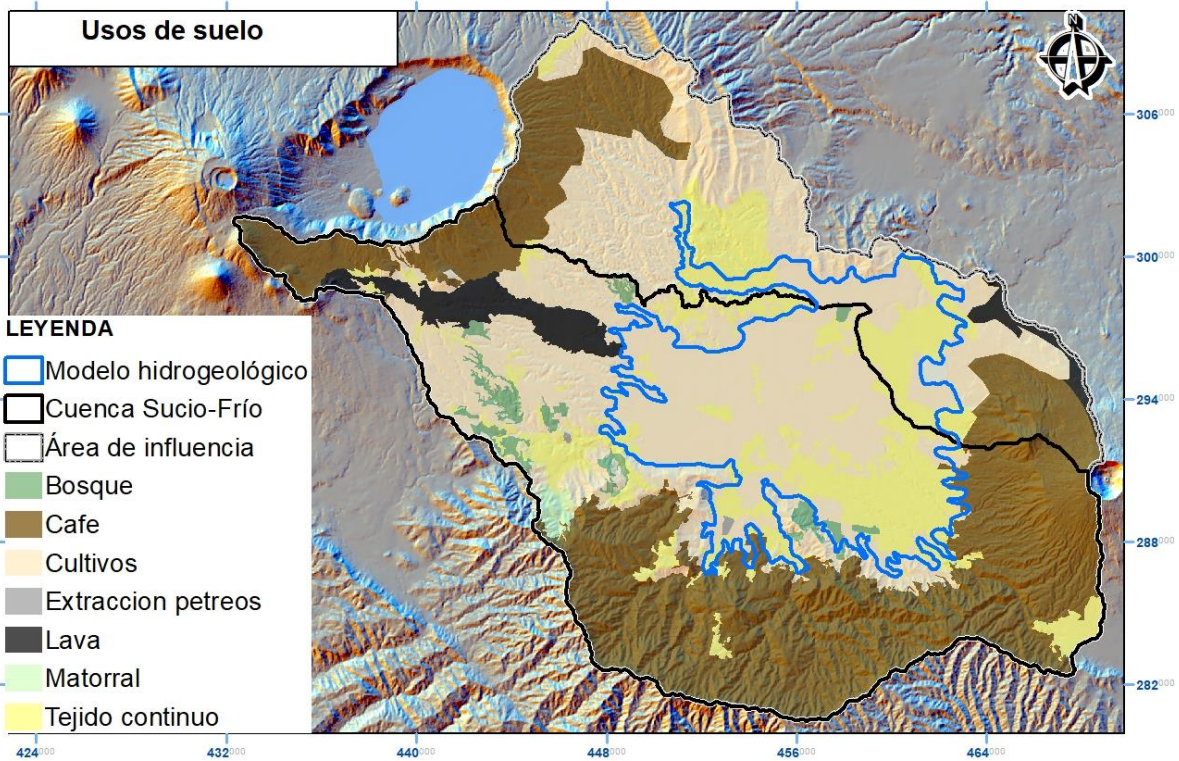 Usos de suelo
N
306000
300000
294000
288000
282000
LEYENDA
Modelo hidrogeológico
Cuenca Sucio-Frío
Área de influencia
Bosque
Cafe
Cultivos
Extraccion petreos
Lava
Matorral
Tejido continuo
424000 432000 440000 448000 456000 464000